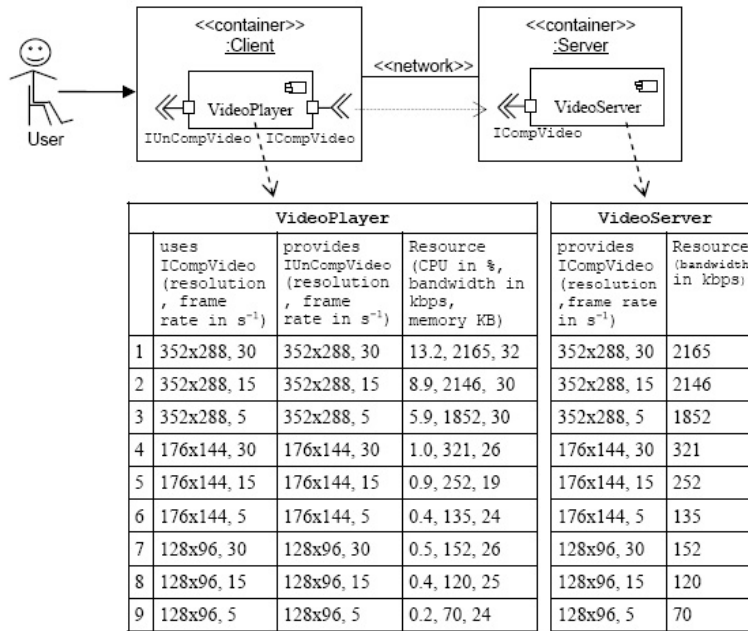 <<container>>
:Client
<<container>>
:Server
<<network>>
VideoPlayer
VideoServer
User
IUnCompVideo ICompVideo
ICompVideo
VideoPlayer
uses ICompVideo (resolution , frame rate in s⁻¹)
provides IUnCompVideo (resolution , frame rate in s⁻¹)
Resource (CPU in %, bandwidth in kbps, memory KB)
1 352x288, 30 352x288, 30 13.2, 2165, 32
2 352x288, 15 352x288, 15 8.9, 2146, 30
3 352x288, 5 352x288, 5 5.9, 1852, 30
4 176x144, 30 176x144, 30 1.0, 321, 26
5 176x144, 15 176x144, 15 0.9, 252, 19
6 176x144, 5 176x144, 5 0.4, 135, 24
7 128x96, 30 128x96, 30 0.5, 152, 26
8 128x96, 15 128x96, 15 0.4, 120, 25
9 128x96, 5 128x96, 5 0.2, 70, 24
VideoServer
provides ICompVideo (resolution ,frame rate in s⁻¹)
Resource (bandwidth in kbps)
352x288, 30 2165
352x288, 15 2146
352x288, 5 1852
176x144, 30 321
176x144, 15 252
176x144, 5 135
128x96, 30 152
128x96, 15 120
128x96, 5 70